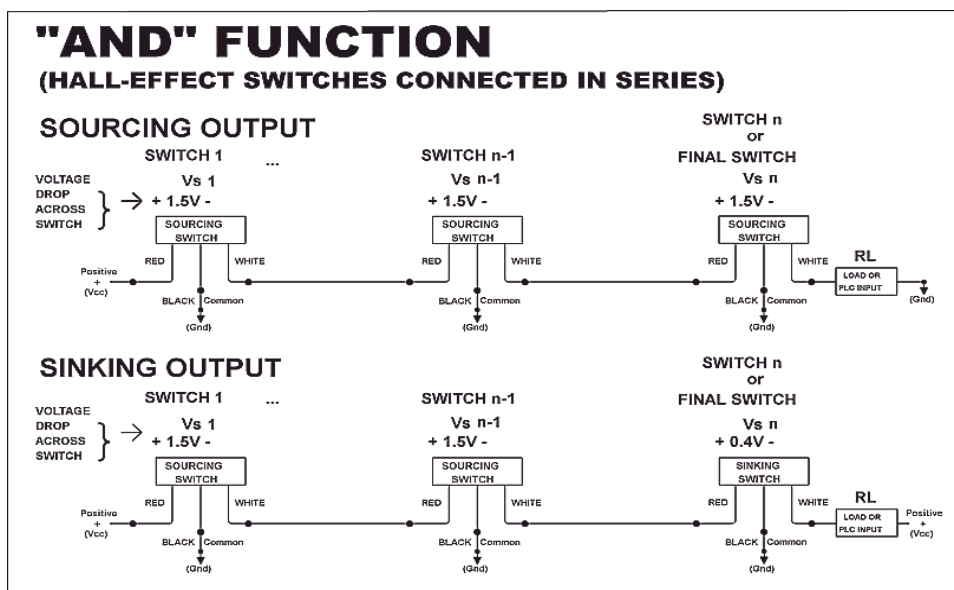 "AND" FUNCTION
(HALL-EFFECT SWITCHES CONNECTED IN SERIES)
SOURCING OUTPUT
SWITCH 1
...
SWITCH n-1
SWITCH n
or
FINAL SWITCH
VOLTAGE
DROP
ACROSS
SWITCH
Vs 1
+ 1.5V -
Vs n-1
+ 1.5V -
Vs n
+ 1.5V -
SOURCING
SWITCH
SOURCING
SWITCH
SOURCING
SWITCH
Positive
+
(Vcc)
RED
WHITE
BLACK
Common
(Gnd)
RED
WHITE
BLACK
Common
(Gnd)
RED
WHITE
BLACK
Common
(Gnd)
RL
LOAD OR
PLC INPUT
(Gnd)
SINKING OUTPUT
SWITCH 1
...
SWITCH n-1
SWITCH n
or
FINAL SWITCH
VOLTAGE
DROP
ACROSS
SWITCH
Vs 1
+ 1.5V -
Vs n-1
+ 1.5V -
Vs n
+ 0.4V -
SOURCING
SWITCH
SOURCING
SWITCH
SINKING
SWITCH
Positive
+
(Vcc)
RED
WHITE
BLACK
Common
(Gnd)
RED
WHITE
BLACK
Common
(Gnd)
RED
WHITE
BLACK
Common
(Gnd)
RL
LOAD OR
PLC INPUT
Positive
+
(Vcc)